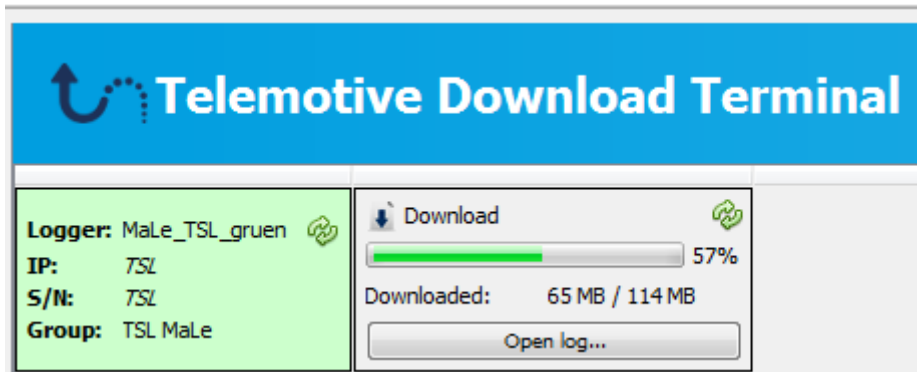 Telemotive Download Terminal
Logger: MaLe_TSL_gruen
IP: TSL
S/N: TSL
Group: TSL MaLe
Download
57%
Downloaded: 65 MB / 114 MB
Open log...